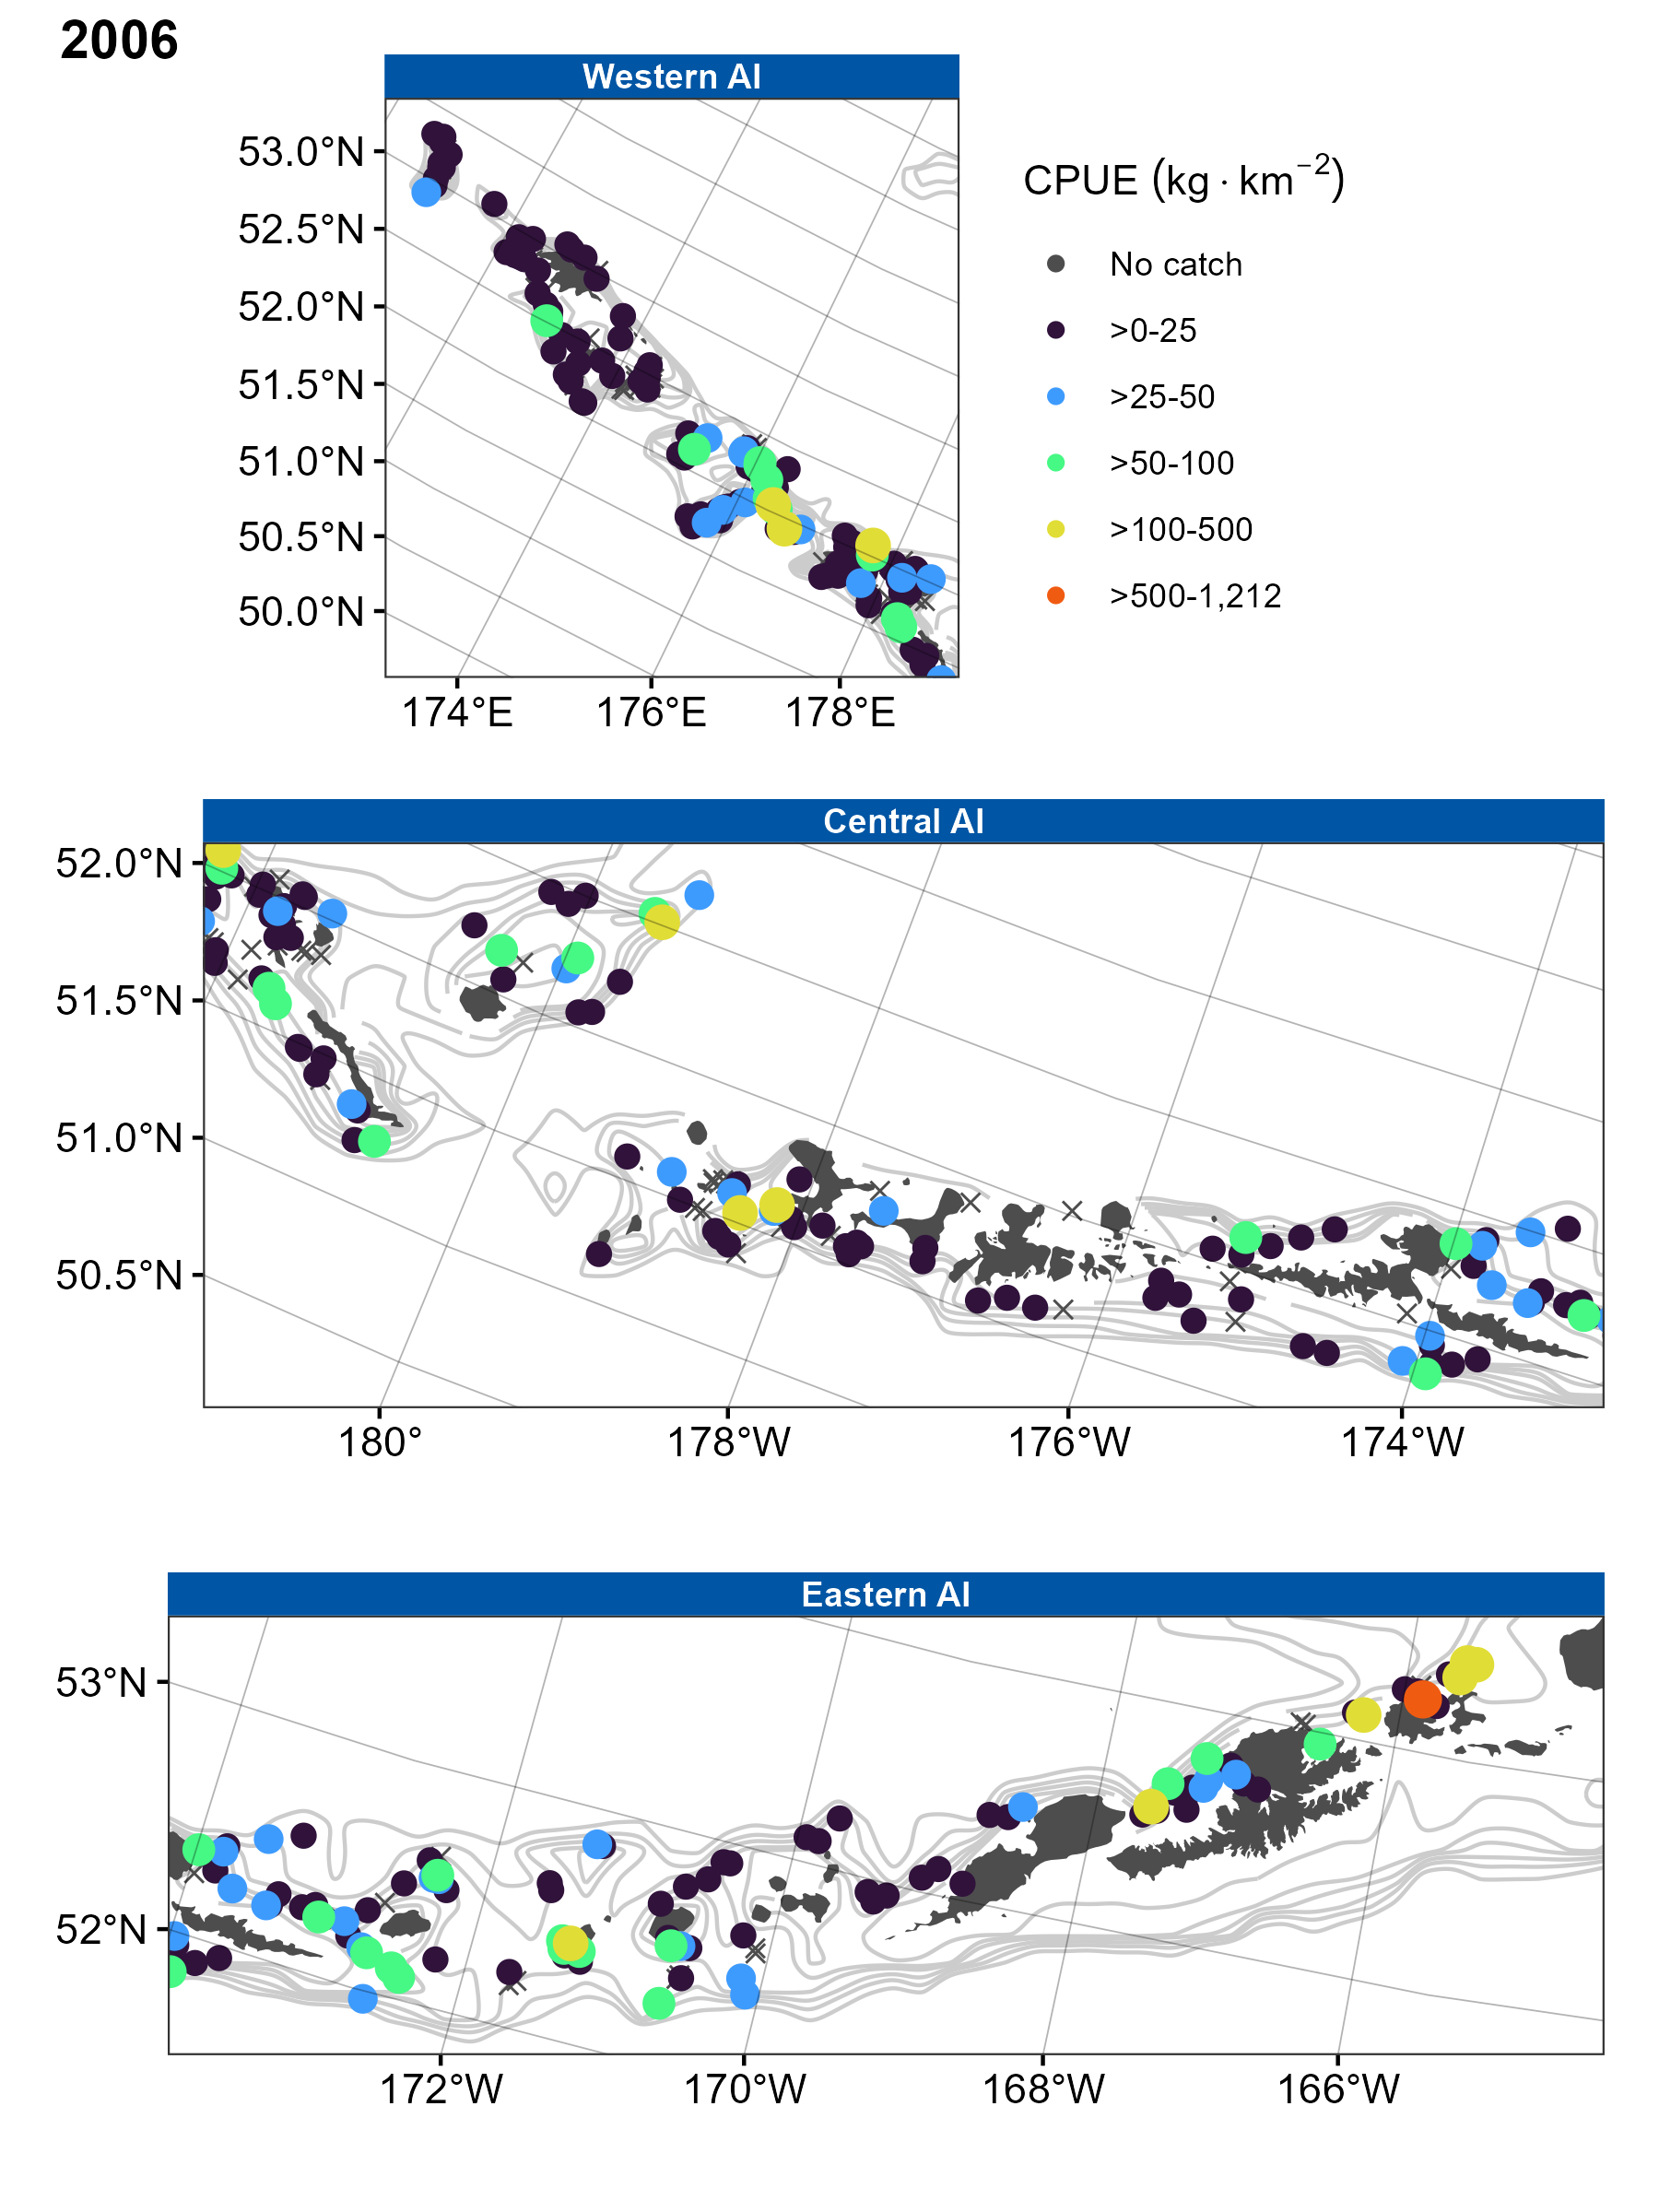 2006
Western AI
53.0°N
52.5°N
52.0°N
51.5°N
51.0°N
50.5°N
50.0°N
174°E 176°E 178°E
CPUE (kg · km⁻²)
No catch
>0-25
>25-50
>50-100
>100-500
>500-1,212
Central AI
52.0°N
51.5°N
51.0°N
50.5°N
180° 178°W 176°W 174°W
Eastern AI
53°N
52°N
172°W 170°W 168°W 166°W